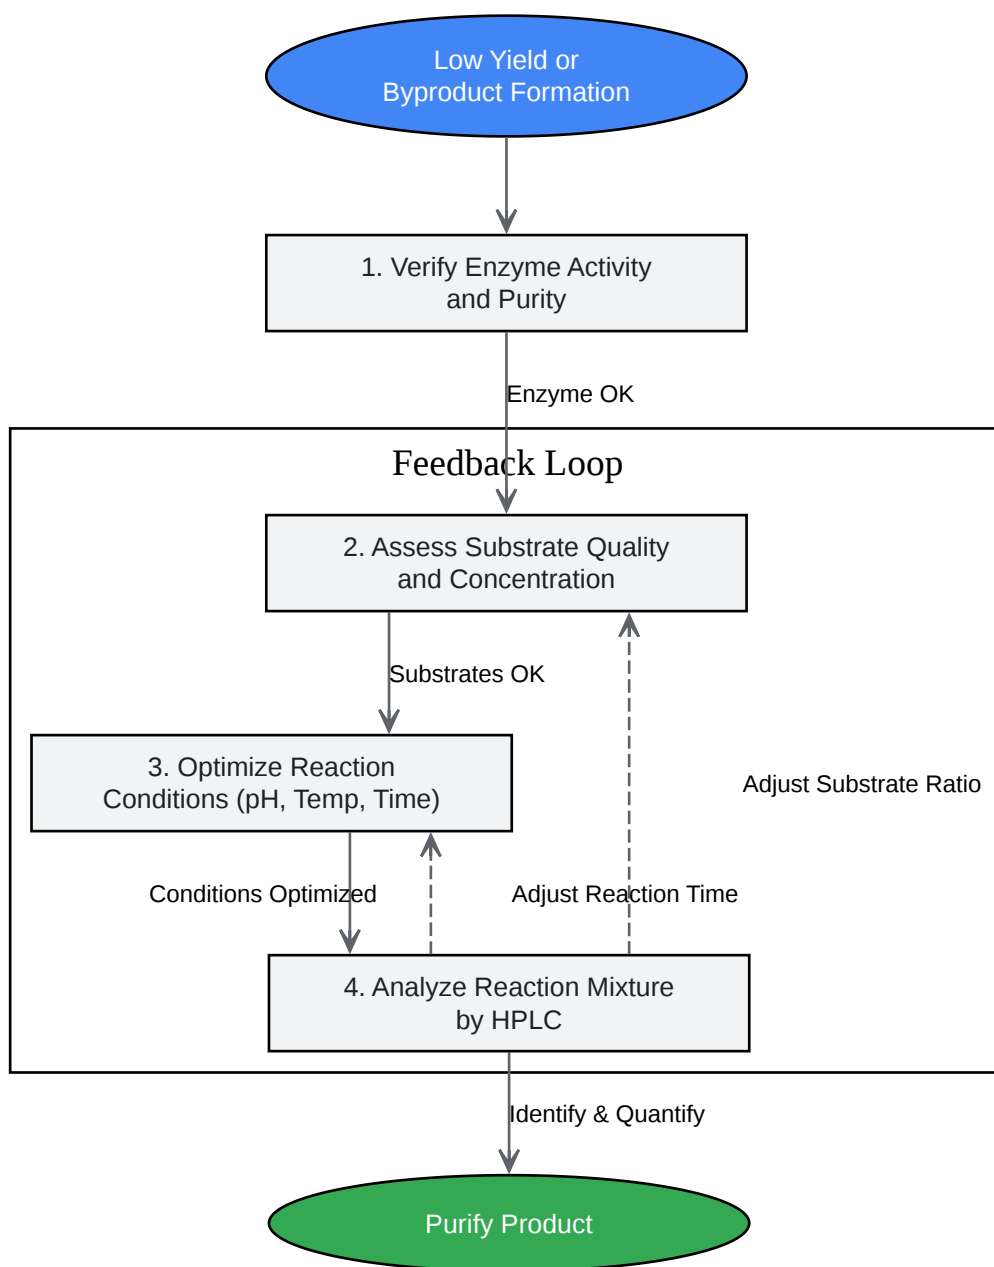 Low Yield or
Byproduct Formation
1. Verify Enzyme Activity
and Purity
Enzyme OK
Feedback Loop
2. Assess Substrate Quality
and Concentration
Substrates OK
3. Optimize Reaction
Conditions (pH, Temp, Time)
Adjust Substrate Ratio
Conditions Optimized
Adjust Reaction Time
4. Analyze Reaction Mixture
by HPLC
Identify & Quantify
Purify Product